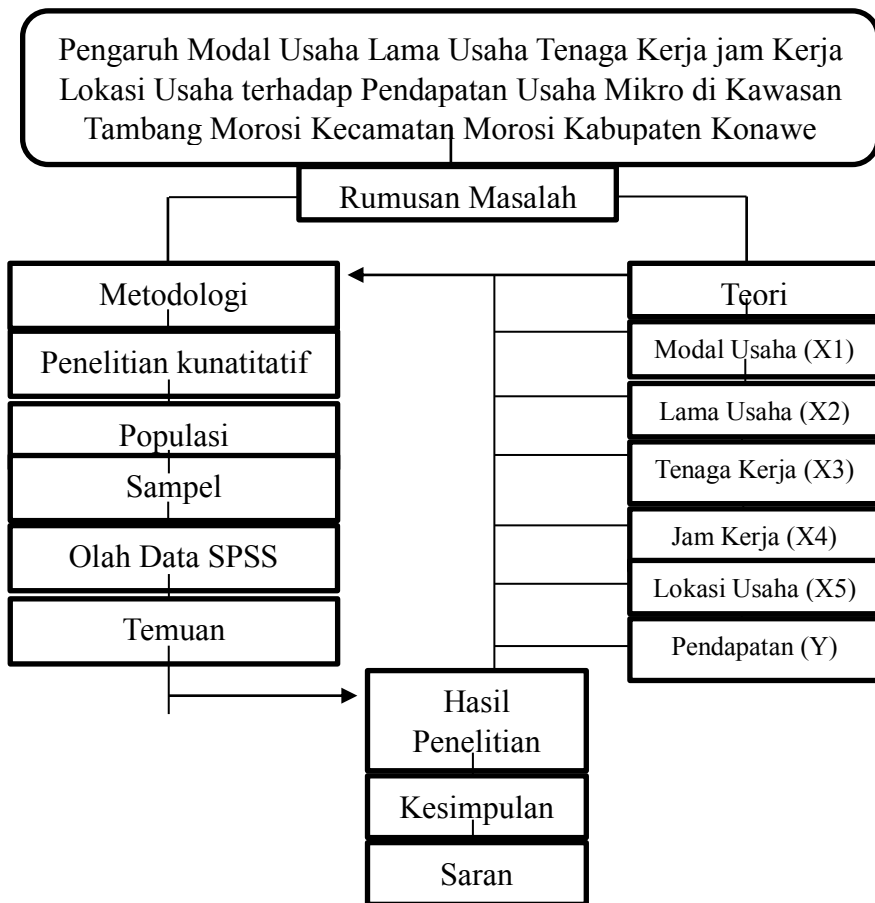 Pengaruh Modal Usaha Lama Usaha Tenaga Kerja jam Kerja
Lokasi Usaha terhadap Pendapatan Usaha Mikro di Kawasan
Tambang Morosi Kecamatan Morosi Kabupaten Konawe
Rumusan Masalah
Metodologi
Penelitian kunatitatif
Populasi
Sampel
Olah Data SPSS
Temuan
Teori
Modal Usaha (X1)
Lama Usaha (X2)
Tenaga Kerja (X3)
Jam Kerja (X4)
Lokasi Usaha (X5)
Pendapatan (Y)
Hasil
Penelitian
Kesimpulan
Saran